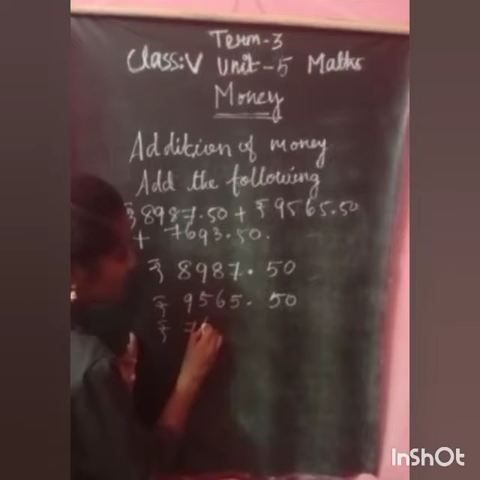 Term-3
Class:V Unit-5 Maths
Money
Addition of money
Add the following
₹8987.50 + ₹9565.50
+ 7693.50.
₹ 8987.50
₹ 9565.50
₹ 76
InShOt